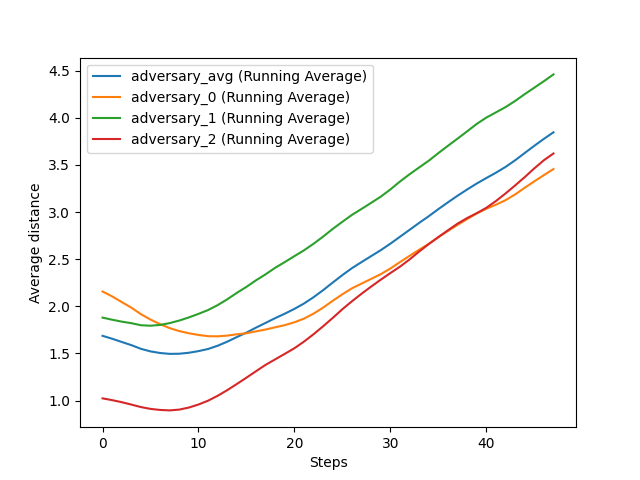 adversary_avg (Running Average)
adversary_0 (Running Average)
adversary_1 (Running Average)
adversary_2 (Running Average)
4.5
4.0
3.5
3.0
2.5
2.0
1.5
1.0
Average distance
0
10
20
30
40
Steps